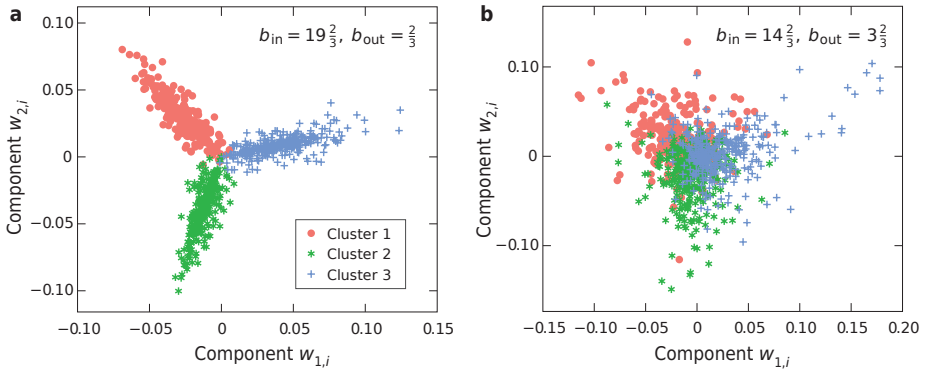 a
b_in = 19 2/3, b_out = 2/3
0.10
0.05
0
−0.05
−0.10
Component w_2,i
Cluster 1
Cluster 2
Cluster 3
−0.10
−0.05
0
0.05
0.10
0.15
Component w_1,i
b
b_in = 14 2/3, b_out = 3 2/3
0.10
0
−0.10
Component w_2,i
−0.15
−0.10
−0.05
0
0.05
0.10
0.15
0.20
Component w_1,i